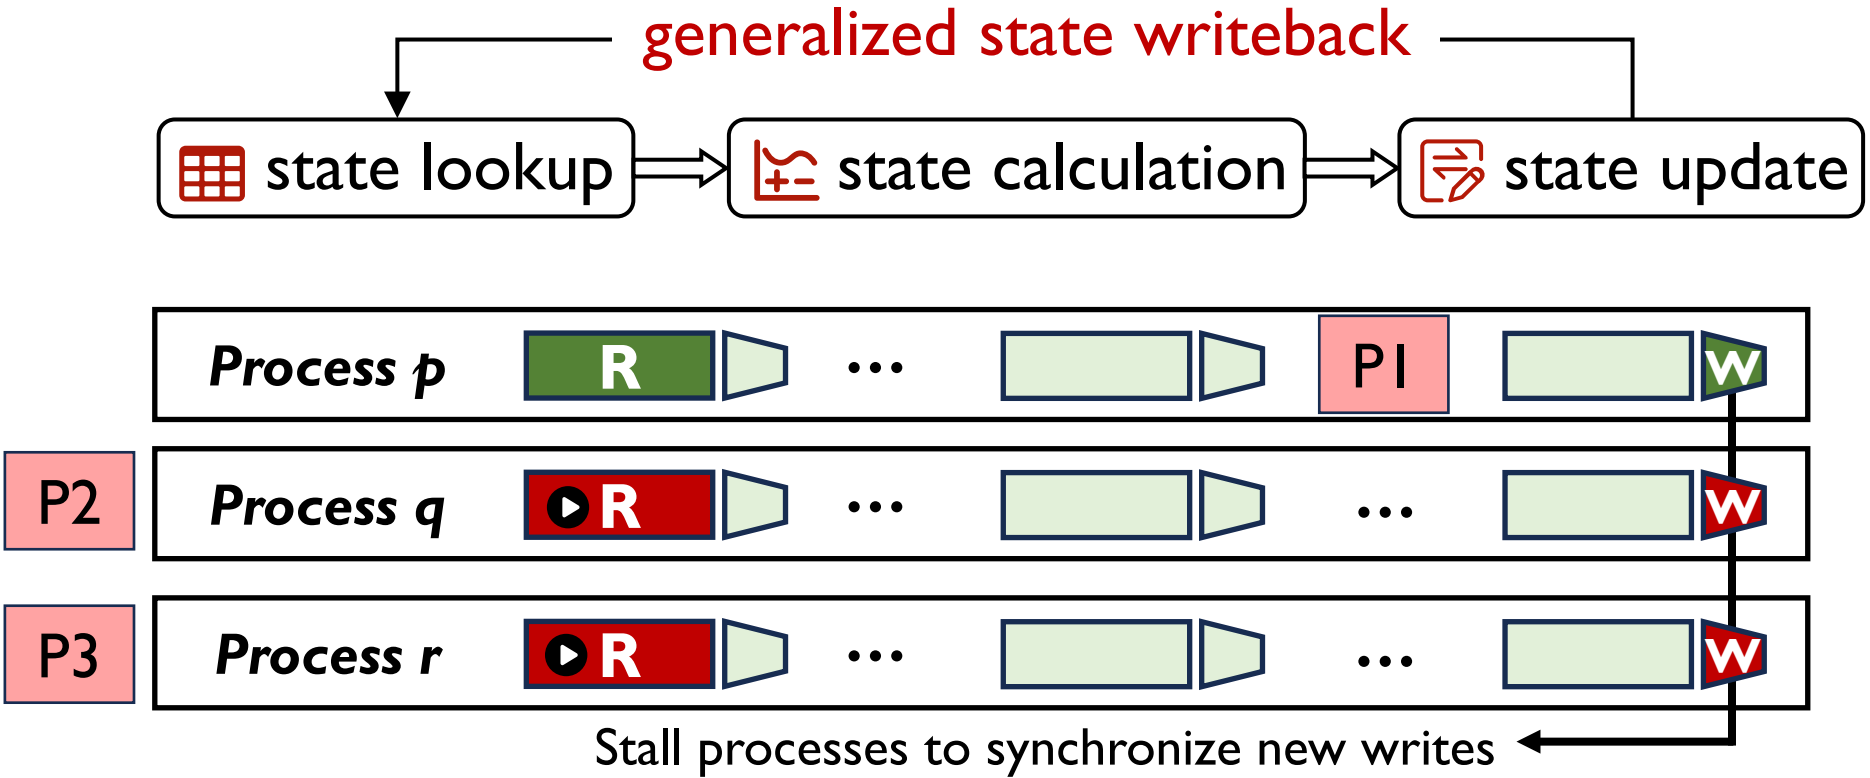 generalized state writeback
state lookup
state calculation
state update
Process p R ... P1 W
P2 Process q R ... ... W
P3 Process r R ... ... W
Stall processes to synchronize new writes